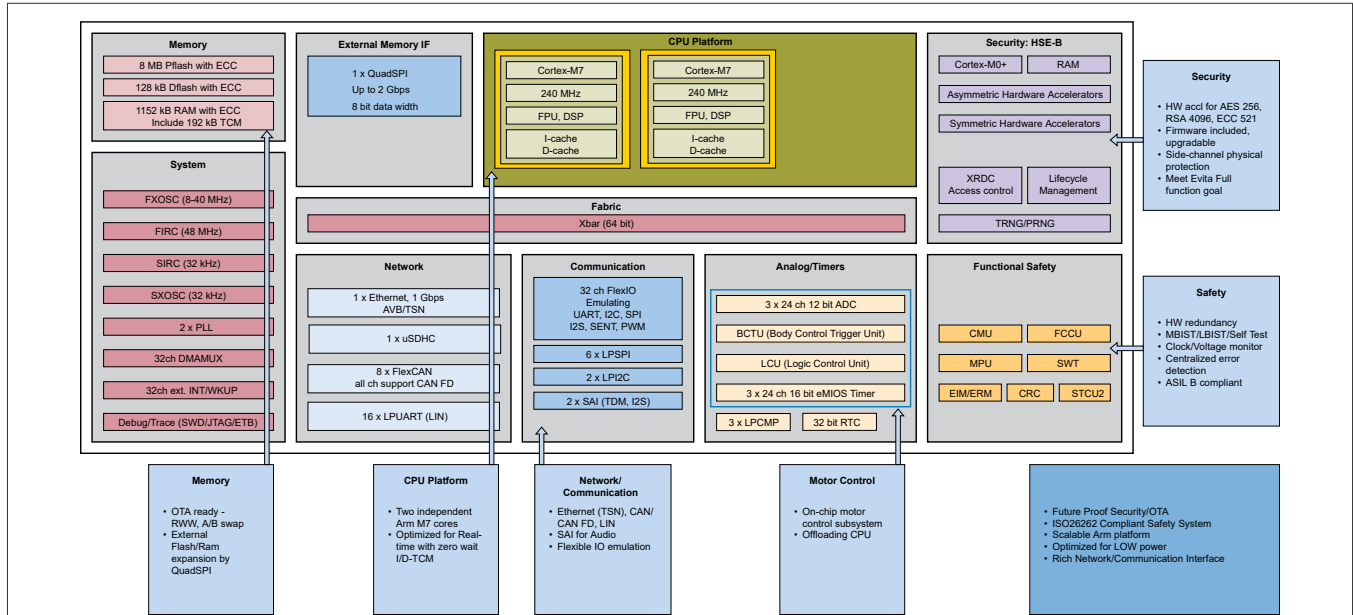 Memory
8 MB Pflash with ECC
128 kB Dflash with ECC
1152 kB RAM with ECC
Include 192 kB TCM
System
FXOSC (8-40 MHz)
FIRC (48 MHz)
SIRC (32 kHz)
SXOSC (32 kHz)
2 x PLL
32ch DMAMUX
32ch ext. INT/WKUP
Debug/Trace (SWD/JTAG/ETB)
External Memory IF
1 x QuadSPI
Up to 2 Gbps
8 bit data width
CPU Platform
Cortex-M7
240 MHz
FPU, DSP
I-cache
D-cache
Cortex-M7
240 MHz
FPU, DSP
I-cache
D-cache
Fabric
Xbar (64 bit)
Network
1 x Ethernet, 1 Gbps
AVB/TSN
1 x uSDHC
8 x FlexCAN
all ch support CAN FD
16 x LPUART (LIN)
Communication
32 ch FlexIO
Emulating
UART, I2C, SPI
I2S, SENT, PWM
6 x LPSPI
2 x LPI2C
2 x SAI (TDM, I2S)
Analog/Timers
3 x 24 ch 12 bit ADC
BCTU (Body Control Trigger Unit)
LCU (Logic Control Unit)
3 x 24 ch 16 bit eMIOS Timer
3 x LPCMP
32 bit RTC
Security: HSE-B
Cortex-M0+
RAM
Asymmetric Hardware Accelerators
Symmetric Hardware Accelerators
XRDC
Access control
Lifecycle
Management
TRNG/PRNG
Functional Safety
CMU
FCCU
MPU
SWT
EIM/ERM
CRC
STCU2
Security
• HW accl for AES 256,
RSA 4096, ECC 521
• Firmware included,
upgradable
• Side-channel physical
protection
• Meet Evita Full
function goal
Safety
• HW redundancy
• MBIST/LBIST/Self Test
• Clock/Voltage monitor
• Centralized error
detection
• ASIL B compliant
Memory
• OTA ready -
RWW, A/B swap
• External
Flash/Ram
expansion by
QuadSPI
CPU Platform
• Two independent
Arm M7 cores
• Optimized for Real-
time with zero wait
I/D-TCM
Network/
Communication
• Ethernet (TSN), CAN/
CAN FD, LIN
• SAI for Audio
• Flexible IO emulation
Motor Control
• On-chip motor
control subsystem
• Offloading CPU
• Future Proof Security/OTA
• ISO26262 Compliant Safety System
• Scalable Arm platform
• Optimized for LOW power
• Rich Network/Communication Interface